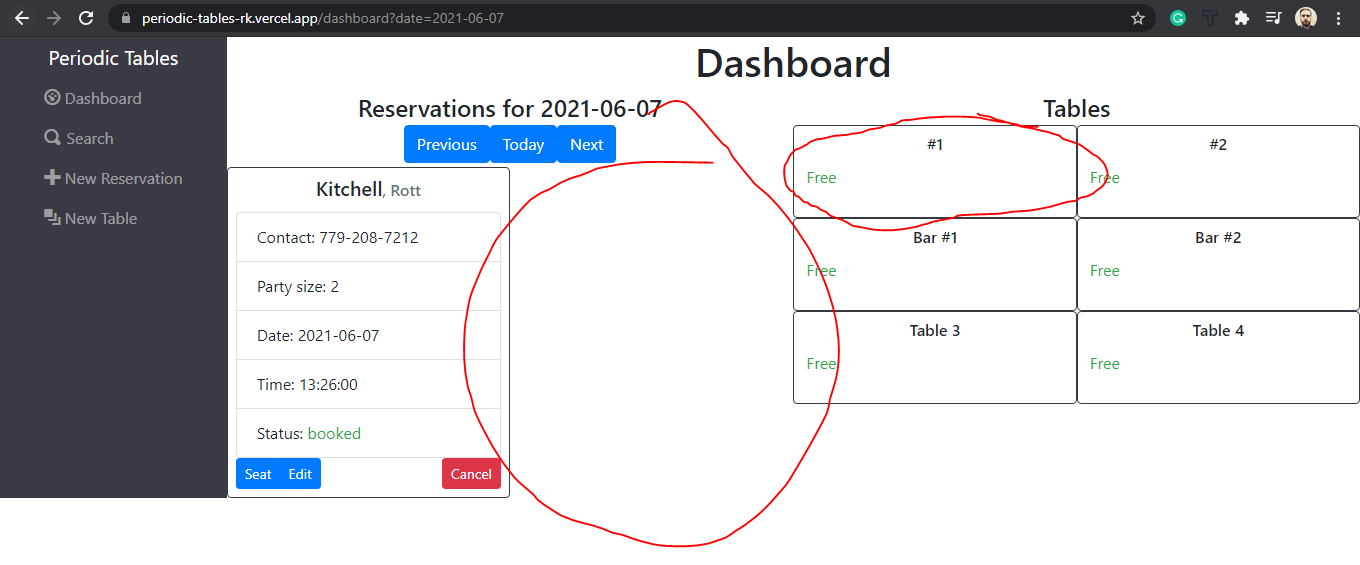 periodic-tables-rk.vercel.app/dashboard?date=2021-06-07
Periodic Tables
Dashboard
Search
New Reservation
New Table
Dashboard
Reservations for 2021-06-07
Previous Today Next
Kitchell, Rott
Contact: 779-208-7212
Party size: 2
Date: 2021-06-07
Time: 13:26:00
Status: booked
Seat Edit Cancel
Tables
#1 #2
Free Free
Bar #1 Bar #2
Free Free
Table 3 Table 4
Free Free